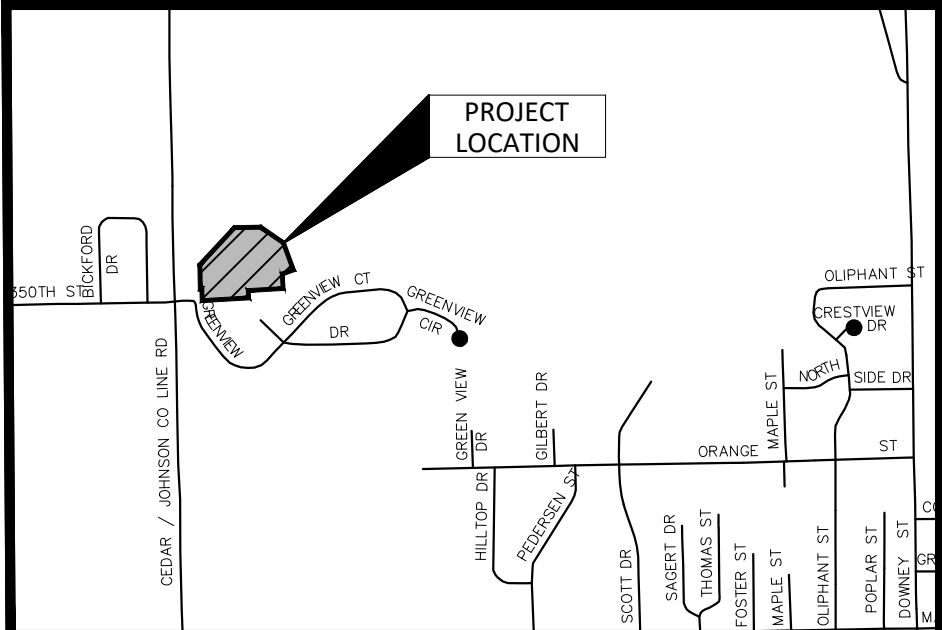 PROJECT
LOCATION
BICKFORD
DR
350TH ST
OLIPHANT ST
GREENVIEW CT
GREENVIEW
CIR
GREENVIEW
DR
CRESTVIEW
DR
NORTH
SIDE DR
CEDAR / JOHNSON CO LINE RD
GREEN VIEW
DR
GILBERT DR
MAPLE ST
ORANGE
ST
HILLTOP DR
PEDERSEN ST
SCOTT DR
SAGERT DR
THOMAS ST
FOSTER ST
MAPLE ST
OLIPHANT ST
POPLAR ST
DOWNEY ST
GR